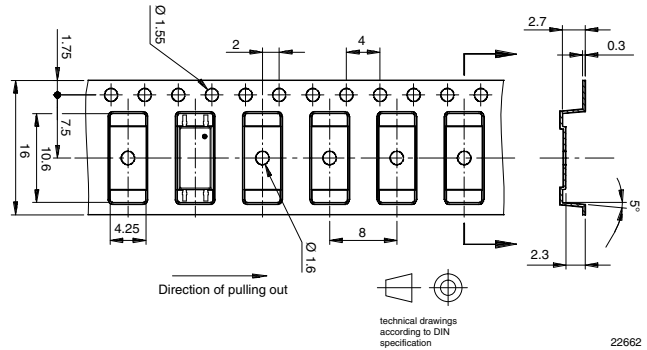 2.7
0.3
Ø 1.55
2
4
1.75
7.5
16
10.6
4.25
Ø 1.6
8
5°
2.3
Direction of pulling out
technical drawings
according to DIN
specification
22662